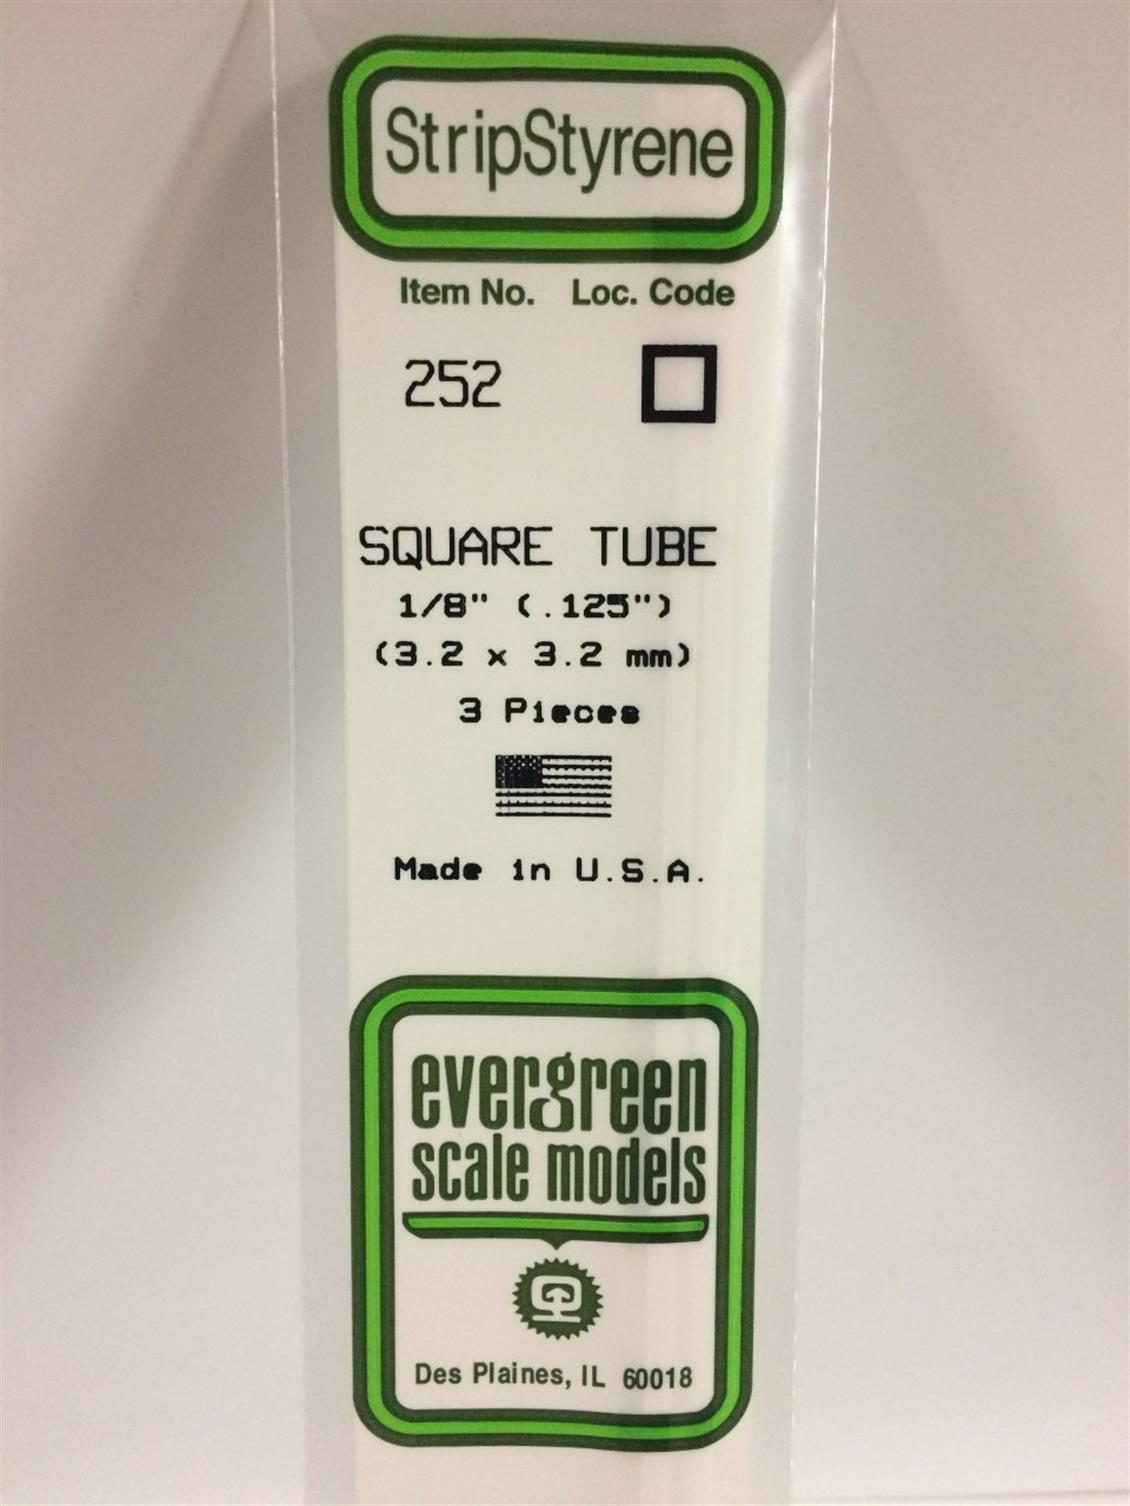 StripStyrene
Item No. Loc. Code
252
SQUARE TUBE
1/8" (.125")
(3.2 x 3.2 mm)
3 Pieces
Made in U.S.A.
evergreen
scale models
Des Plaines, IL 60018